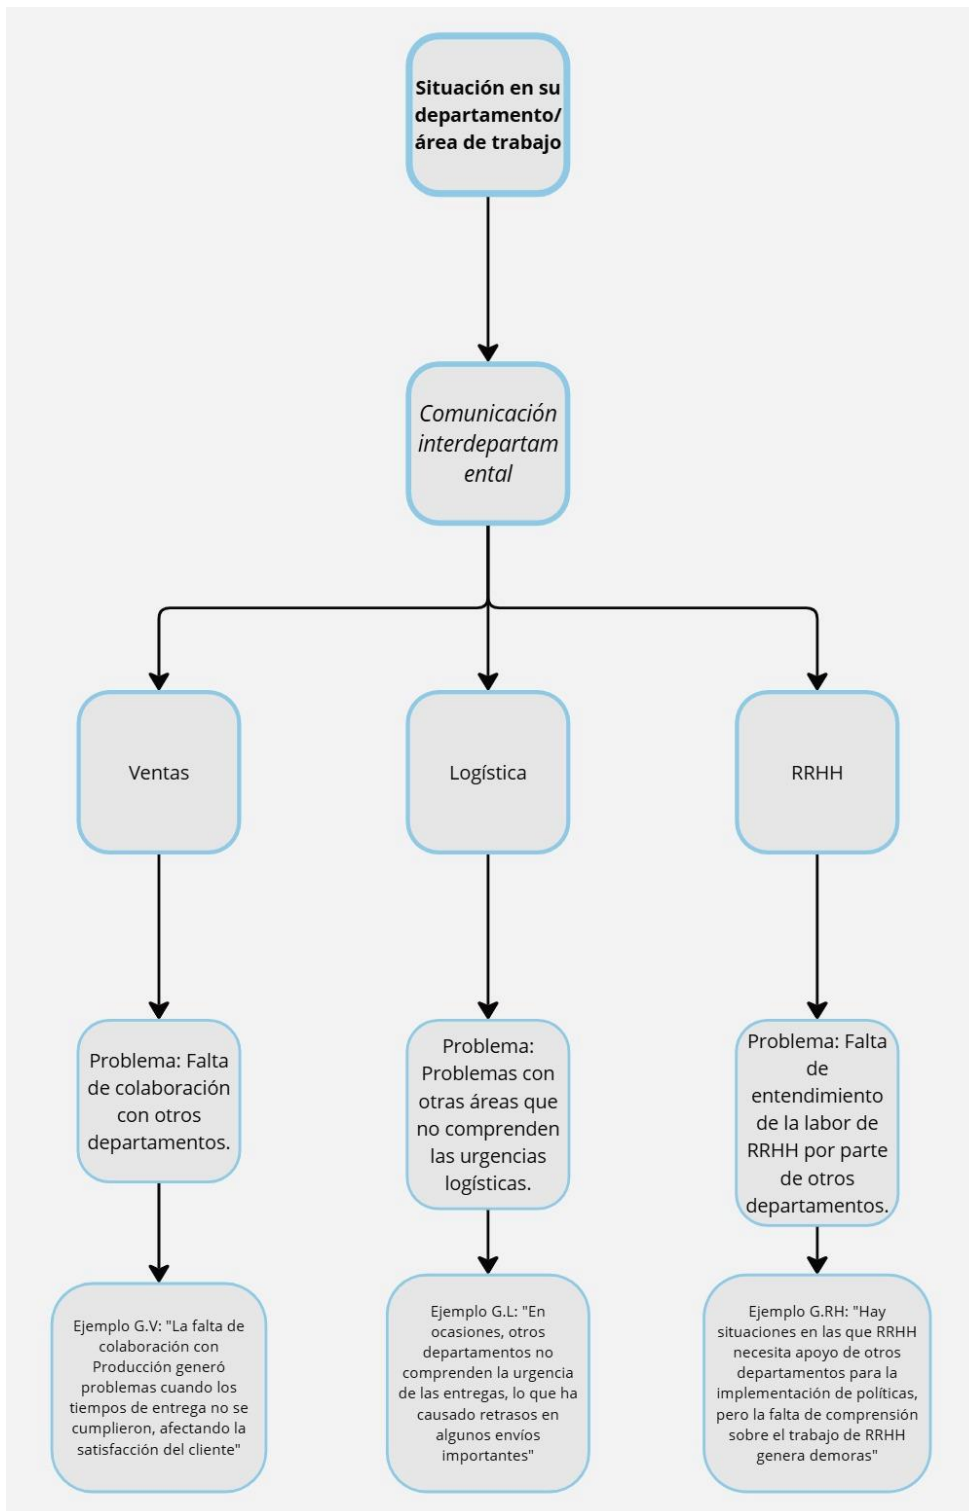 Situación en su
departamento/
área de trabajo
Comunicación
interdepartam
ental
Ventas
Logística
RRHH
Problema: Falta
de colaboración
con otros
departamentos.
Problema:
Problemas con
otras áreas que
no comprenden
las urgencias
logísticas.
Problema: Falta
de
entendimiento
de la labor de
RRHH por parte
de otros
departamentos.
Ejemplo G.V: "La falta de
colaboración con
Producción generó
problemas cuando los
tiempos de entrega no se
cumplieron, afectando la
satisfacción del cliente"
Ejemplo G.L: "En
ocasiones, otros
departamentos no
comprenden la urgencia
de las entregas, lo que ha
causado retrasos en
algunos envíos
importantes"
Ejemplo G.RH: "Hay
situaciones en las que RRHH
necesita apoyo de otros
departamentos para la
implementación de políticas,
pero la falta de comprensión
sobre el trabajo de RRHH
genera demoras"